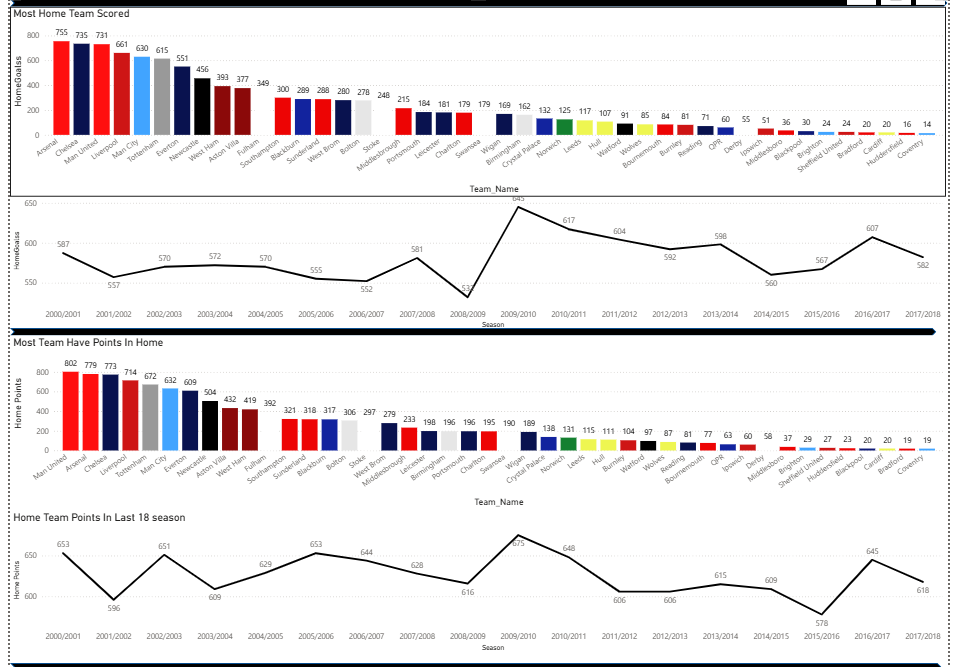 Most Home Team Scored
HomeGoalss
800
600
400
200
0
755 735 731 661 630 615 551 456 393 377 349 300 289 288 280 278 248 215 184 181 179 179 169 162 132 125 117 107 91 85 84 81 71 60 55 51 36 30 24 24 20 20 16 14
Arsenal Chelsea Man United Liverpool Man City Tottenham Everton Newcastle West Ham Aston Villa Fulham Southampton Blackburn Sunderland West Brom Bolton Stoke Middlesbrough Portsmouth Leicester Charlton Swansea Wigan Birmingham Crystal Palace Norwich Leeds Hull Watford Wolves Bournemouth Burnley Reading QPR Derby Ipswich Middlesboro Blackpool Brighton Sheffield United Bradford Cardiff Huddersfield Coventry
Team_Name
HomeGoalss
650
600
550
587 557 570 572 570 555 552 581 532 645 617 604 592 598 560 567 607 582
2000/2001 2001/2002 2002/2003 2003/2004 2004/2005 2005/2006 2006/2007 2007/2008 2008/2009 2009/2010 2010/2011 2011/2012 2012/2013 2013/2014 2014/2015 2015/2016 2016/2017 2017/2018
Season
Most Team Have Points In Home
Home Points
800
600
400
200
0
802 779 773 714 672 632 609 504 432 419 392 321 318 317 306 297 279 233 198 196 196 195 190 189 138 131 115 111 104 97 87 81 77 63 60 58 37 29 27 23 20 20 19 19
Man United Arsenal Chelsea Liverpool Tottenham Man City Everton Newcastle Aston Villa West Ham Fulham Southampton Sunderland Blackburn Bolton Stoke West Brom Middlesbrough Leicester Birmingham Portsmouth Charlton Swansea Wigan Crystal Palace Norwich Leeds Hull Burnley Watford Wolves Reading Bournemouth QPR Ipswich Derby Middlesboro Brighton Sheffield United Huddersfield Blackpool Cardiff Bradford Coventry
Team_Name
Home Team Points In Last 18 season
Home Points
650
600
653 596 651 609 629 653 644 628 616 675 648 606 606 615 609 578 645 618
2000/2001 2001/2002 2002/2003 2003/2004 2004/2005 2005/2006 2006/2007 2007/2008 2008/2009 2009/2010 2010/2011 2011/2012 2012/2013 2013/2014 2014/2015 2015/2016 2016/2017 2017/2018
Season